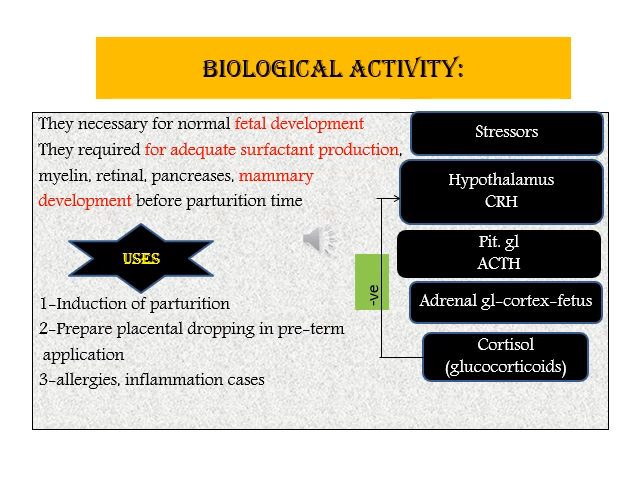 BIOLOGICAL ACTIVITY:
They necessary for normal fetal development
They required for adequate surfactant production,
myelin, retinal, pancreases, mammary
development before parturition time
USES
1-Induction of parturition
2-Prepare placental dropping in pre-term
application
3-allergies, inflammation cases
Stressors
Hypothalamus
CRH
Pit. gl
ACTH
Adrenal gl-cortex-fetus
Cortisol
(glucocorticoids)
-ve